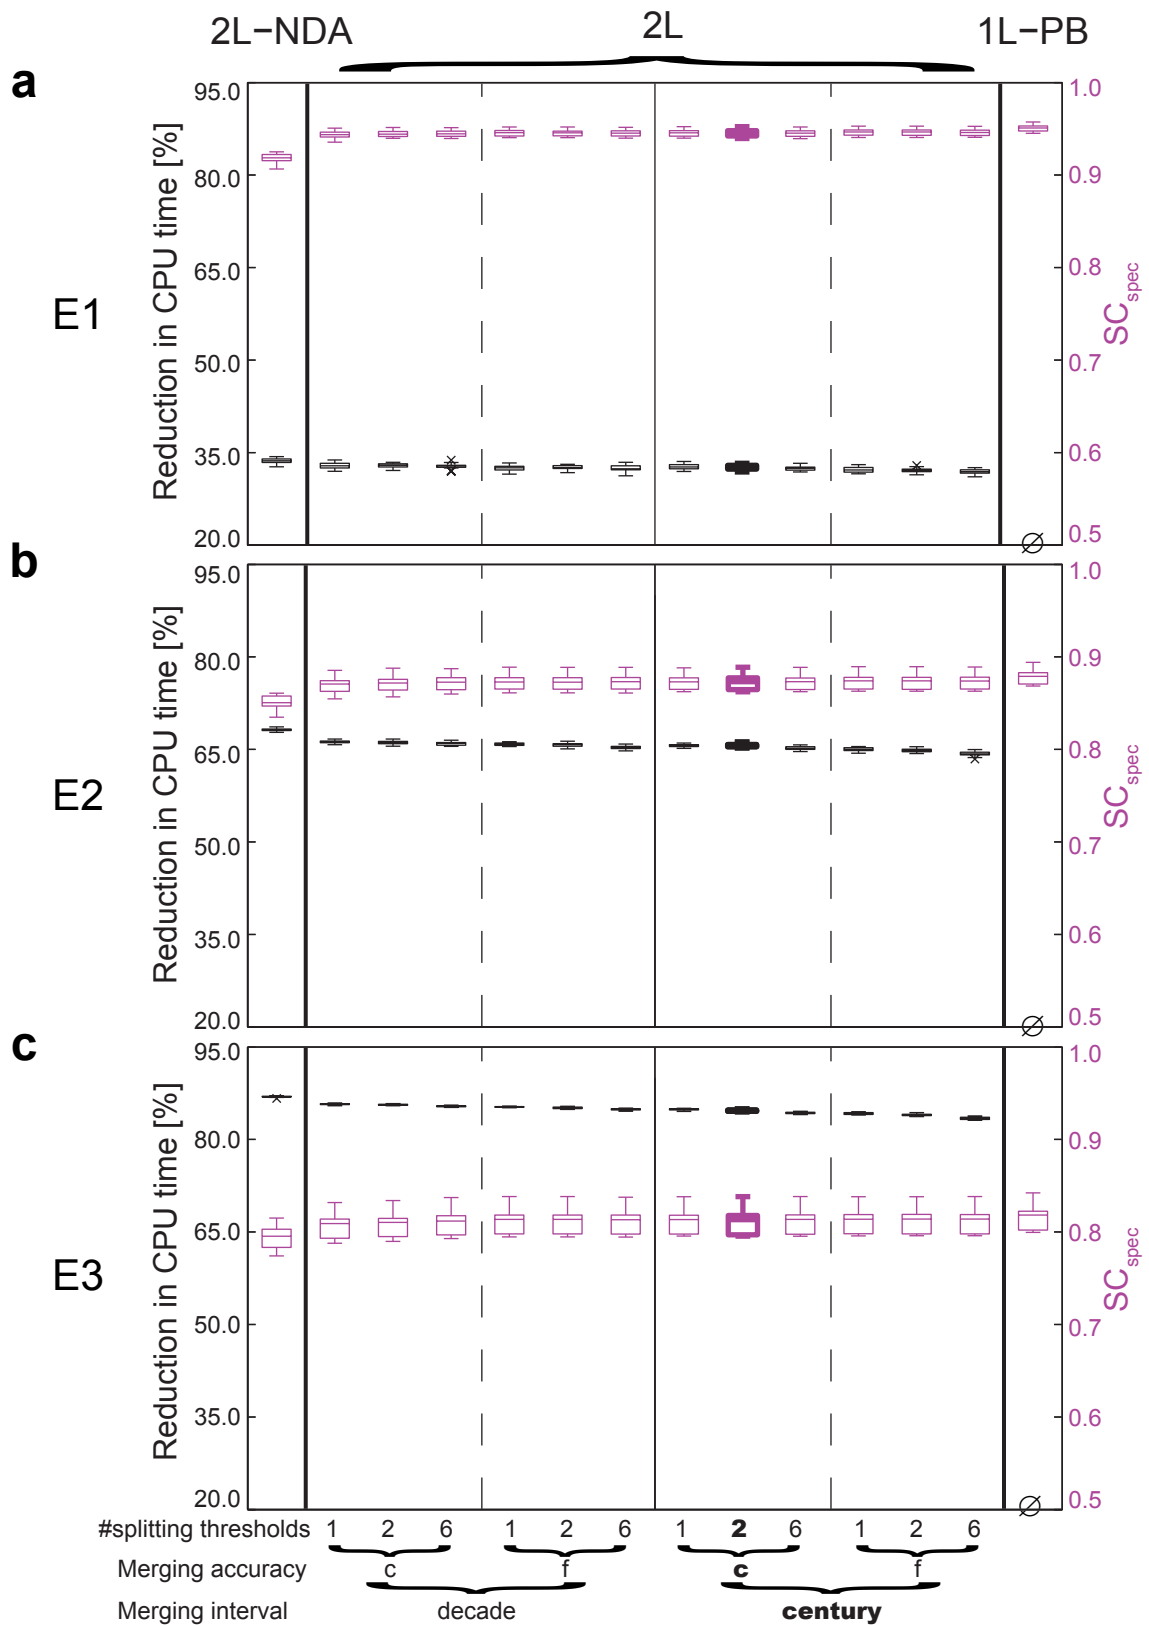 2L−NDA 2L 1L−PB
a
95.0 1.0
80.0 0.9
65.0 0.8
50.0 0.7
35.0 0.6
20.0 0.5
Reduction in CPU time [%]
E1
SCspec
∅
b
95.0 1.0
80.0 0.9
65.0 0.8
50.0 0.7
35.0 0.6
20.0 0.5
Reduction in CPU time [%]
E2
SCspec
∅
c
95.0 1.0
80.0 0.9
65.0 0.8
50.0 0.7
35.0 0.6
20.0 0.5
Reduction in CPU time [%]
E3
SCspec
∅
#splitting thresholds 1 2 6 1 2 6 1 2 6 1 2 6
Merging accuracy c f c f
Merging interval decade century